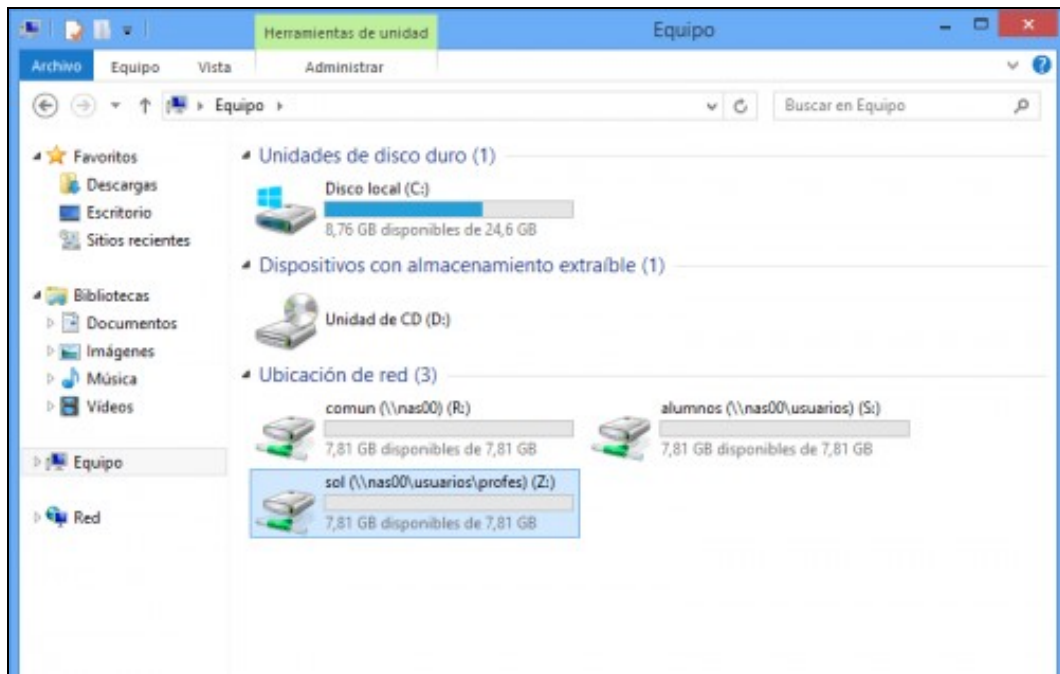 Herramientas de unidad
Equipo
Archivo
Equipo
Vista
Administrar
Equipo
Buscar en Equipo
Favoritos
Descargas
Escritorio
Sitios recientes
Bibliotecas
Documentos
Imágenes
Música
Vídeos
Equipo
Red
Unidades de disco duro (1)
Disco local (C:)
8,76 GB disponibles de 24,6 GB
Dispositivos con almacenamiento extraíble (1)
Unidad de CD (D:)
Ubicación de red (3)
comun (\\nas00) (R:)
7,81 GB disponibles de 7,81 GB
alumnos (\\nas00\usuarios) (S:)
7,81 GB disponibles de 7,81 GB
sol (\\nas00\usuarios\profes) (Z:)
7,81 GB disponibles de 7,81 GB